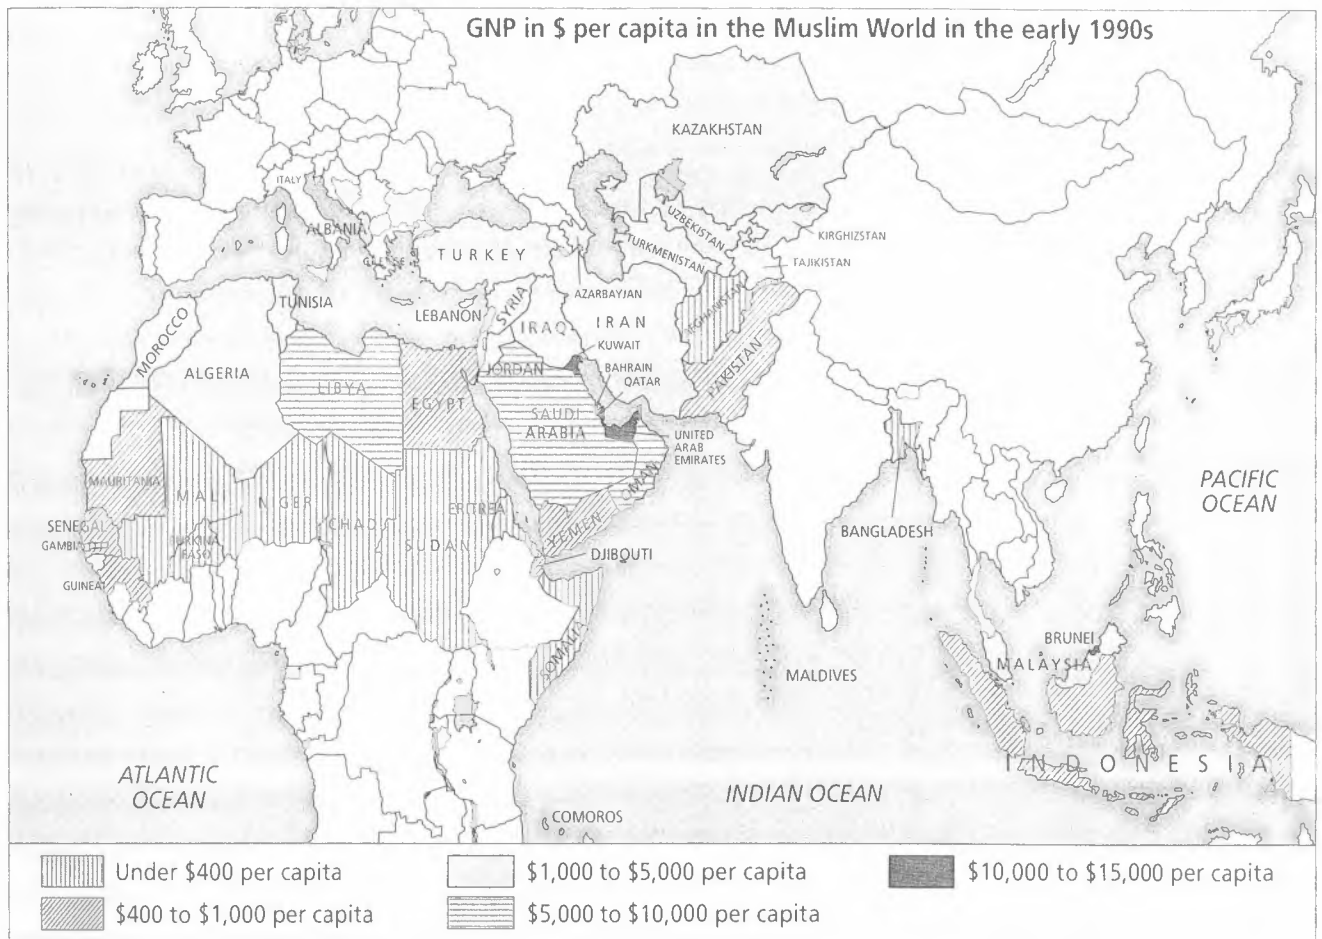 GNP in $ per capita in the Muslim World in the early 1990s
KAZAKHSTAN
ITALY
UZBEKISTAN
ALBANIA
KIRGHIZSTAN
TURKMENISTAN
TURKEY
GREECE
TAJIKISTAN
AZARBAYJAN
TUNISIA
AFGHANISTAN
SYRIA
LEBANON
IRAN
IRAQ
MOROCCO
KUWAIT
JORDAN
BAHRAIN
ALGERIA
PAKISTAN
QATAR
LIBYA
EGYPT
SAUDI
ARABIA
UNITED
ARAB
EMIRATES
PACIFIC
OCEAN
MAURITANIA
OMAN
MALI
NIGER
ERITREA
SENEGAL
CHAD
YEMEN
BANGLADESH
GAMBIA
BURKINA
FASO
SUDAN
DJIBOUTI
GUINEA
BRUNEI
SOMALI
MALAYSIA
MALDIVES
INDONESIA
ATLANTIC
OCEAN
INDIAN OCEAN
COMOROS
Under $400 per capita
$1,000 to $5,000 per capita
$10,000 to $15,000 per capita
$400 to $1,000 per capita
$5,000 to $10,000 per capita